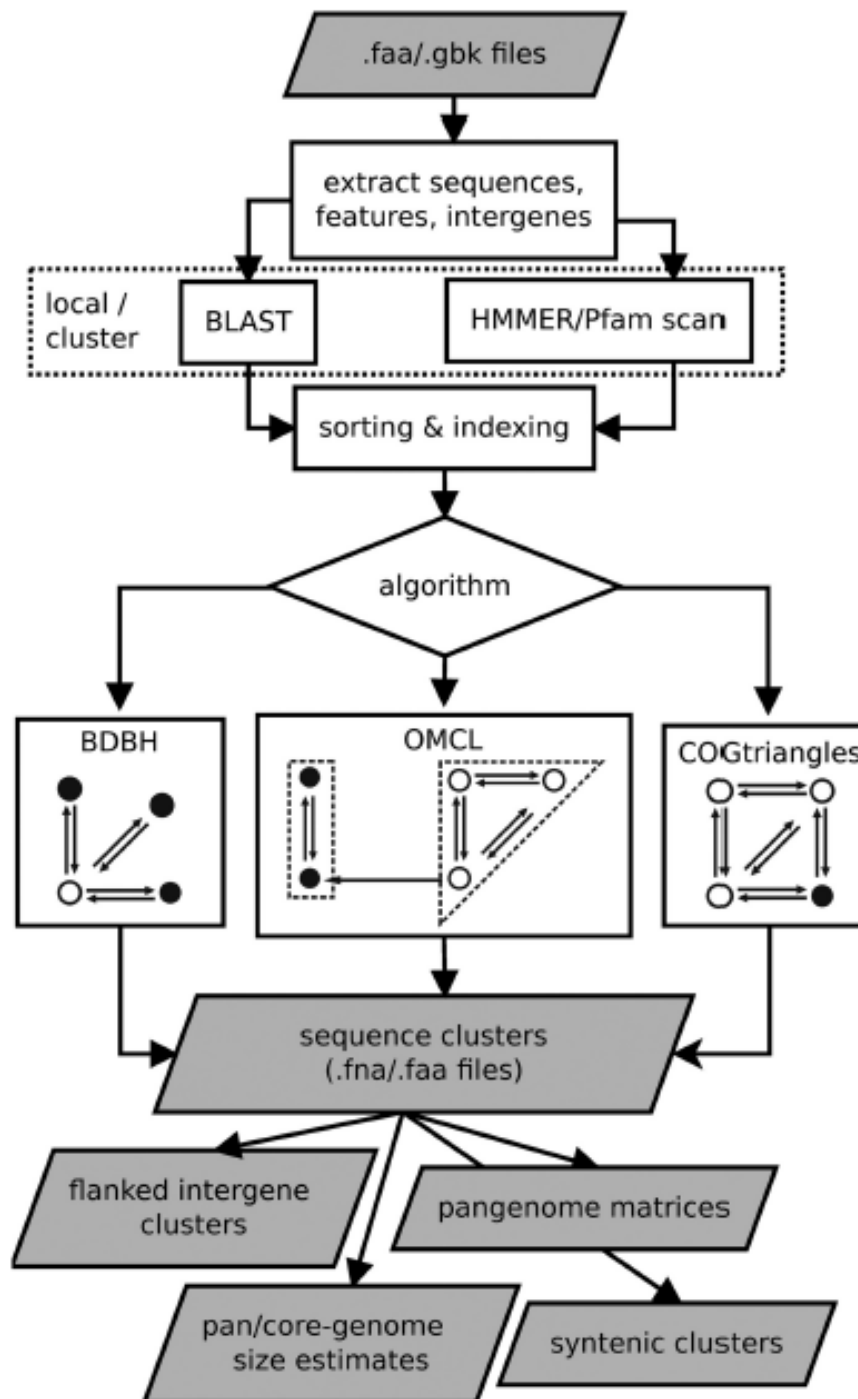 .faa/.gbk files
extract sequences,
features, intergenes
local /
cluster
BLAST
HMMER/Pfam scan
sorting & indexing
algorithm
BDBH
OMCL
COGtriangles
sequence clusters
(.fna/.faa files)
flanked intergene
clusters
pangenome matrices
pan/core-genome
size estimates
syntenic clusters